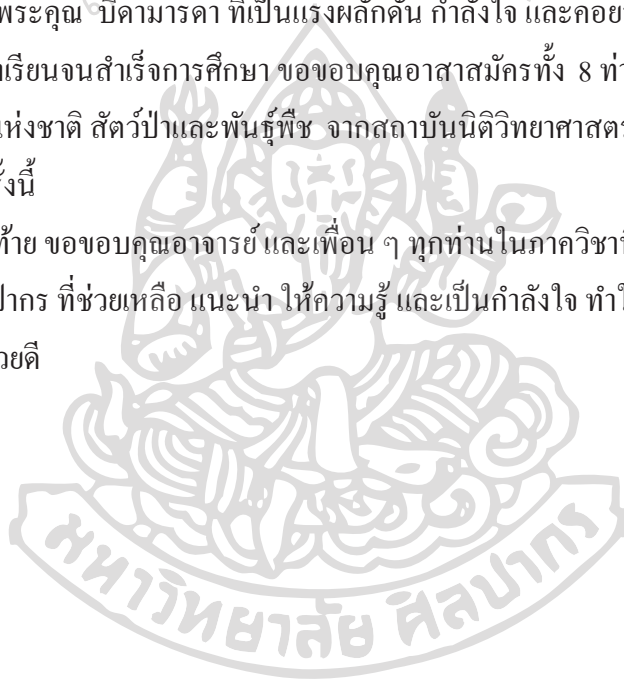 พระคุณ บิดามารดา ที่เป็นแรงผลักดัน กำลังใจ และคอย
เรียนจนสำเร็จการศึกษา ขอขอบคุณอาสาสมัครทั้ง 8
แห่งชาติ สัตว์ป่าและพันธุ์พืช จากสถาบันนิติวิทยาศาสตร
ั้งนี้
ท้าย ขอขอบคุณอาจารย์ และเพื่อน ๆ ทุกท่านในภาควิชา
ปากร ที่ช่วยเหลือ แนะนำ ให้ความรู้ และเป็นกำลังใจ
วยดี
มหาวิทยาลัย ศิลปากร